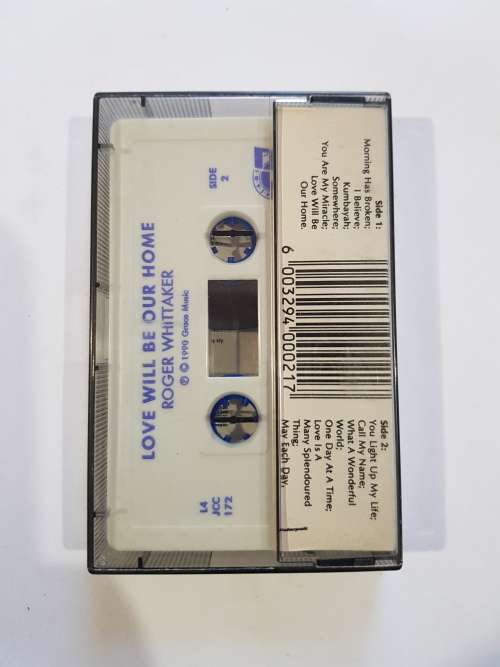 LOVE WILL BE OUR HOME
ROGER WHITTAKER
℗ © 1990 Grace Music
SIDE
2
L4
JCC
172
Side 1:
Morning Has Broken;
I Believe;
Kumbayah;
Somewhere;
You Are My Miracle;
Love Will Be
Our Home.
6 003294 000217
Side 2:
You Light Up My Life;
Call My Name;
What A Wonderful
World;
One Day At A Time;
Love Is A
Many Splendoured
Thing;
May Each Day.